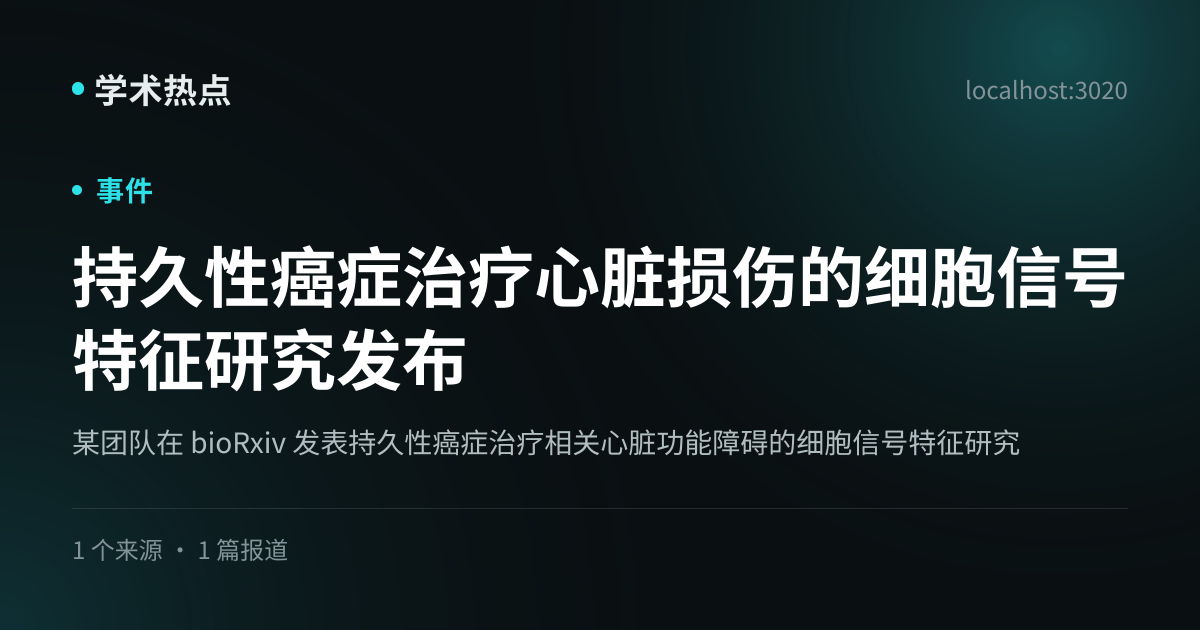 学术热点
localhost:3020
事件
持久性癌症治疗心脏损伤的细胞信号
特征研究发布
某团队在 bioRxiv 发表持久性癌症治疗相关心脏功能障碍的细胞信号特征研究
1 个来源 · 1 篇报道